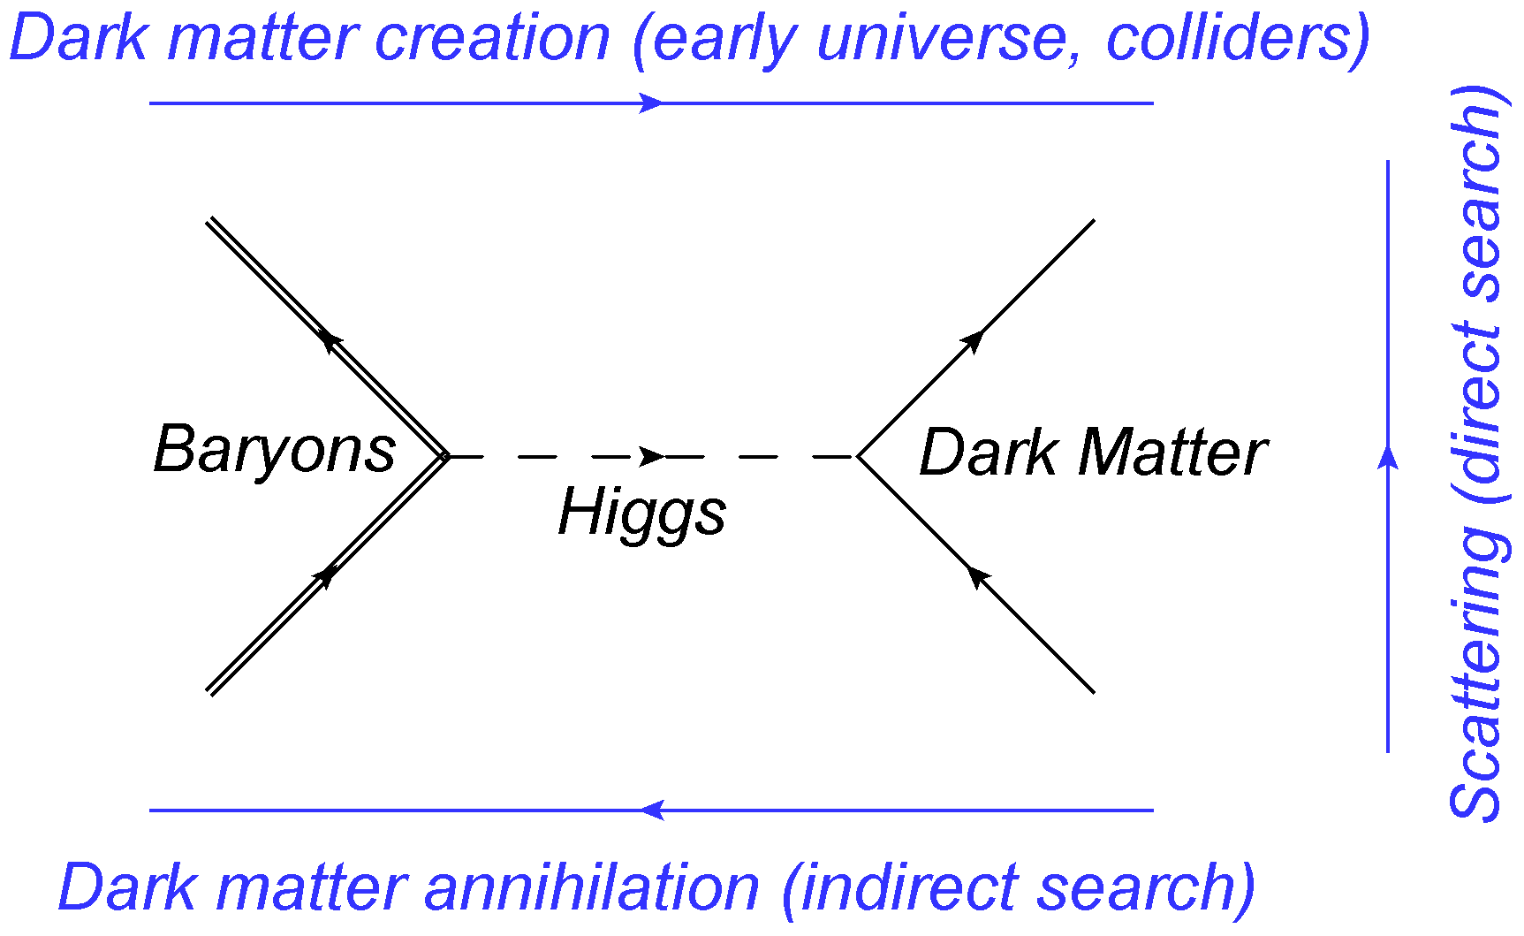 Dark matter creation (early universe, colliders)
Baryons
Higgs
Dark Matter
Scattering (direct search)
Dark matter annihilation (indirect search)